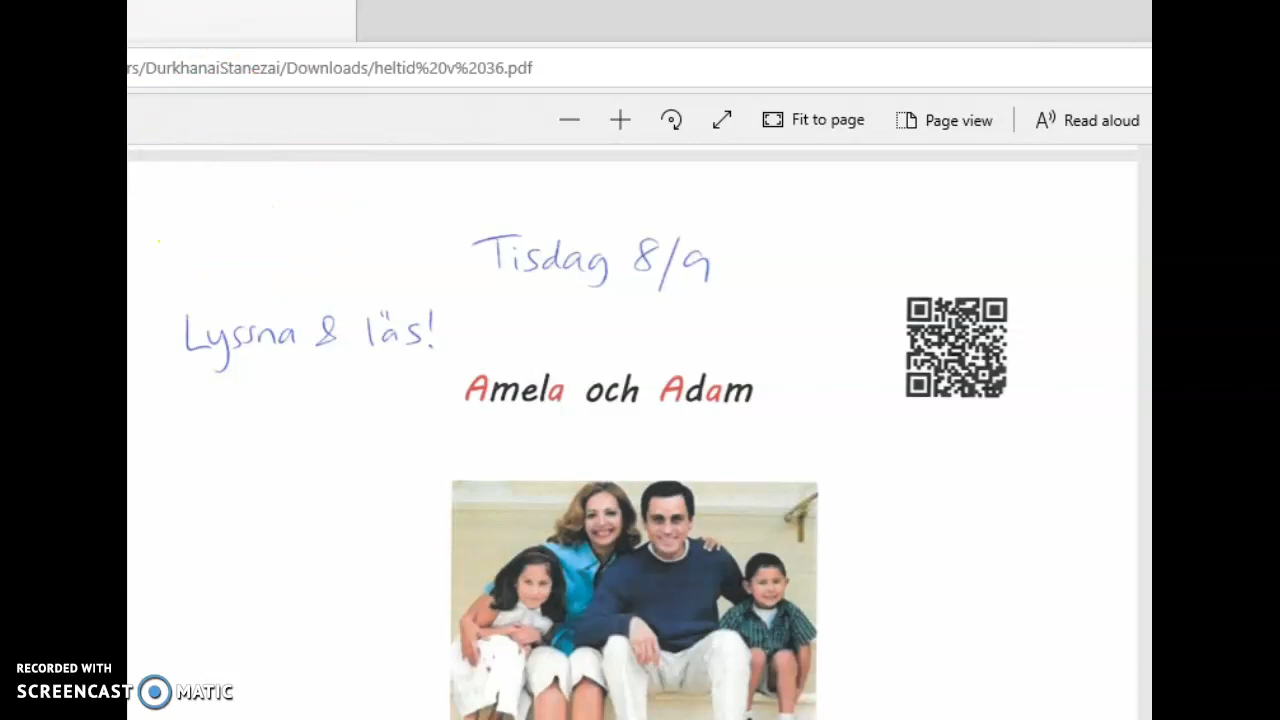 rs/DurkhanaiStanezai/Downloads/heltid%20v%2036.pdf
Fit to page
Page view
Read aloud
Tisdag 8/9
Lyssna & läs!
Amela och Adam
RECORDED WITH
SCREENCAST MATIC